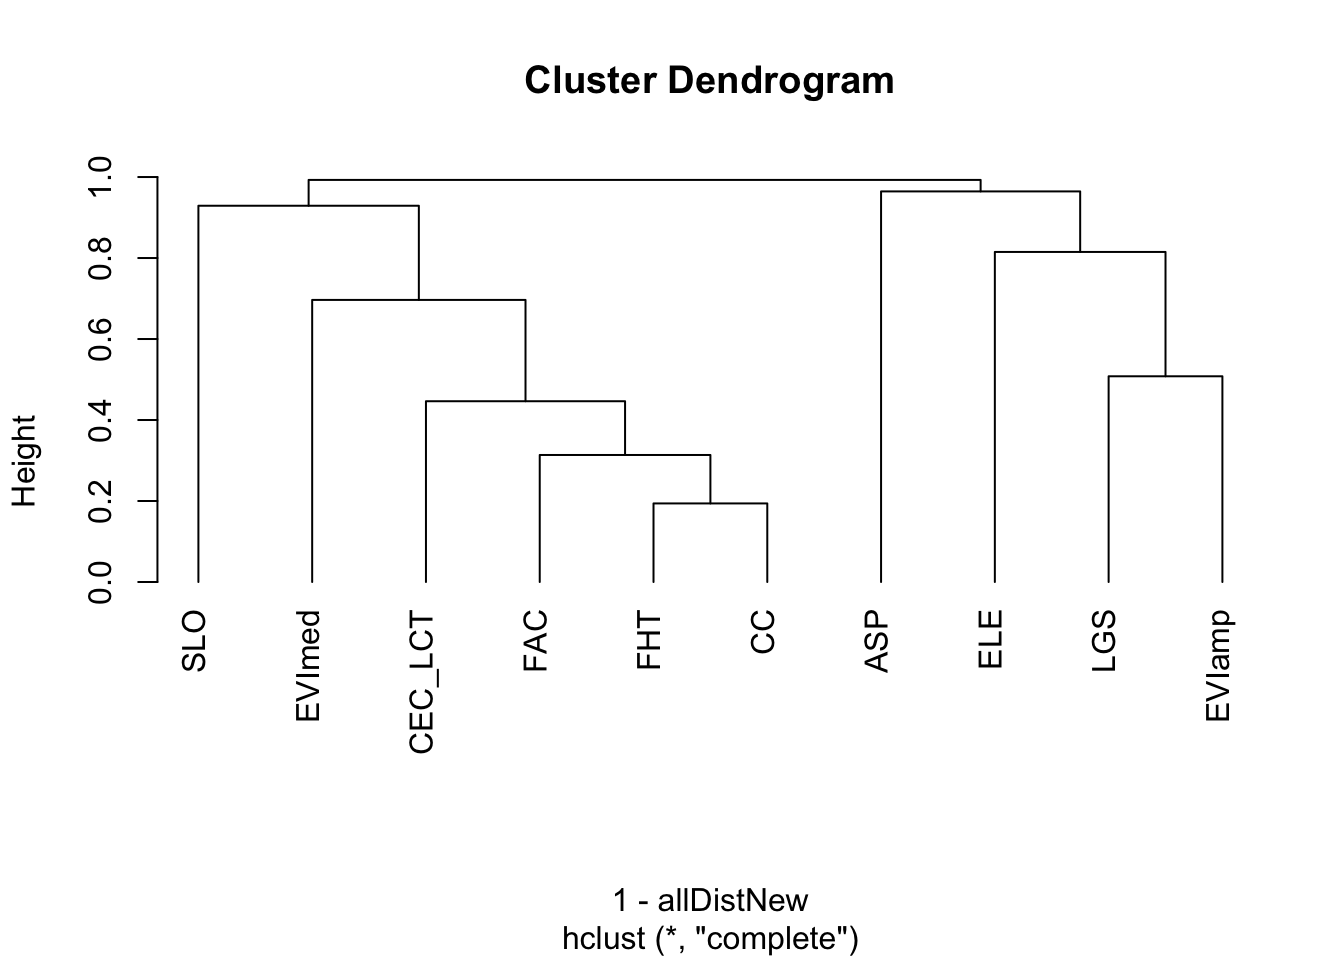 Cluster Dendrogram
Height
1.0
0.8
0.6
0.4
0.2
0.0
SLO
EVImed
CEC_LCT
FAC
FHT
CC
ASP
ELE
LGS
EVIamp
1 - allDistNew
hclust (*, "complete")